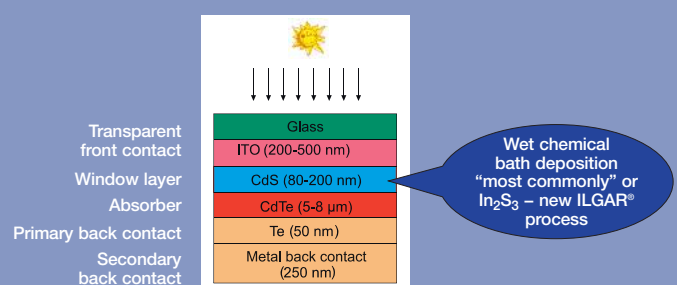 Glass
Transparent
front contact
ITO (200-500 nm)
Window layer
CdS (80-200 nm)
Absorber
CdTe (5-8 µm)
Primary back contact
Te (50 nm)
Secondary
back contact
Metal back contact
(250 nm)
Wet chemical
bath deposition
“most commonly” or
In₂S₃ – new ILGAR®
process